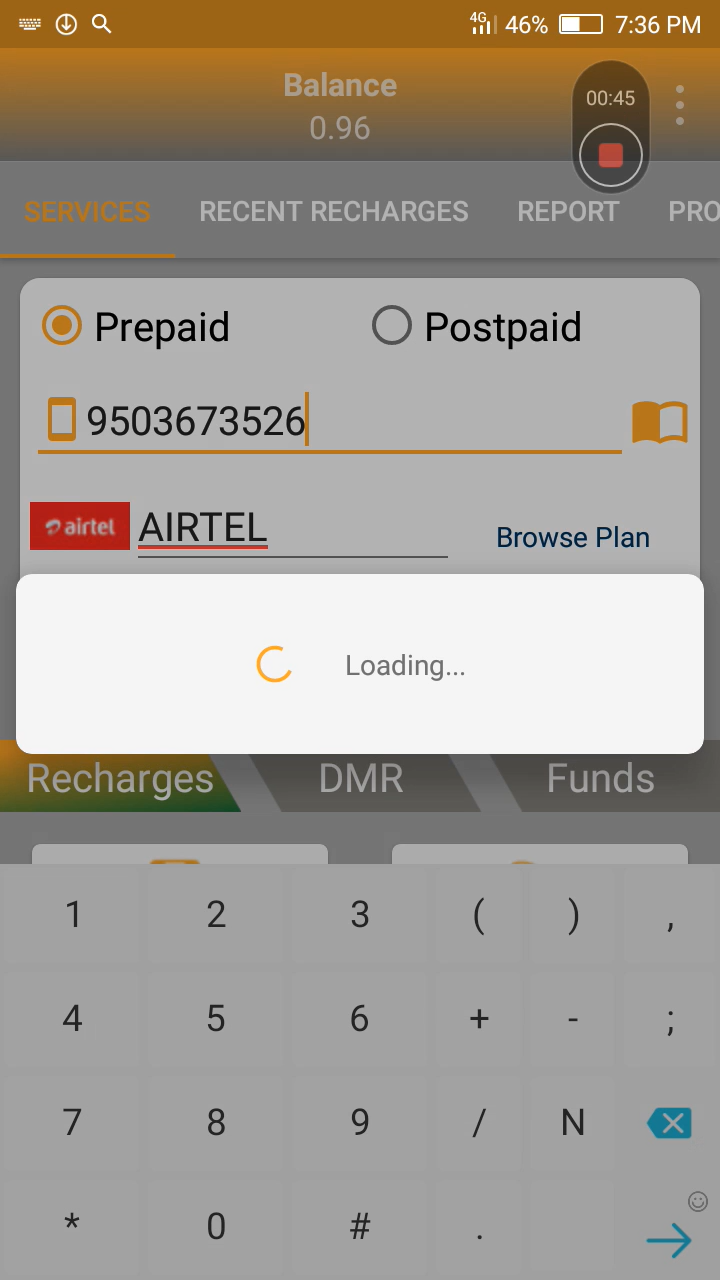 4G 46% 7:36 PM
Balance
0.96
00:45
SERVICES RECENT RECHARGES REPORT PRO
Prepaid Postpaid
9503673526
airtel AIRTEL Browse Plan
Loading...
Recharges DMR Funds
1 2 3 ( ) ,
4 5 6 + - ;
7 8 9 / N
* 0 # .